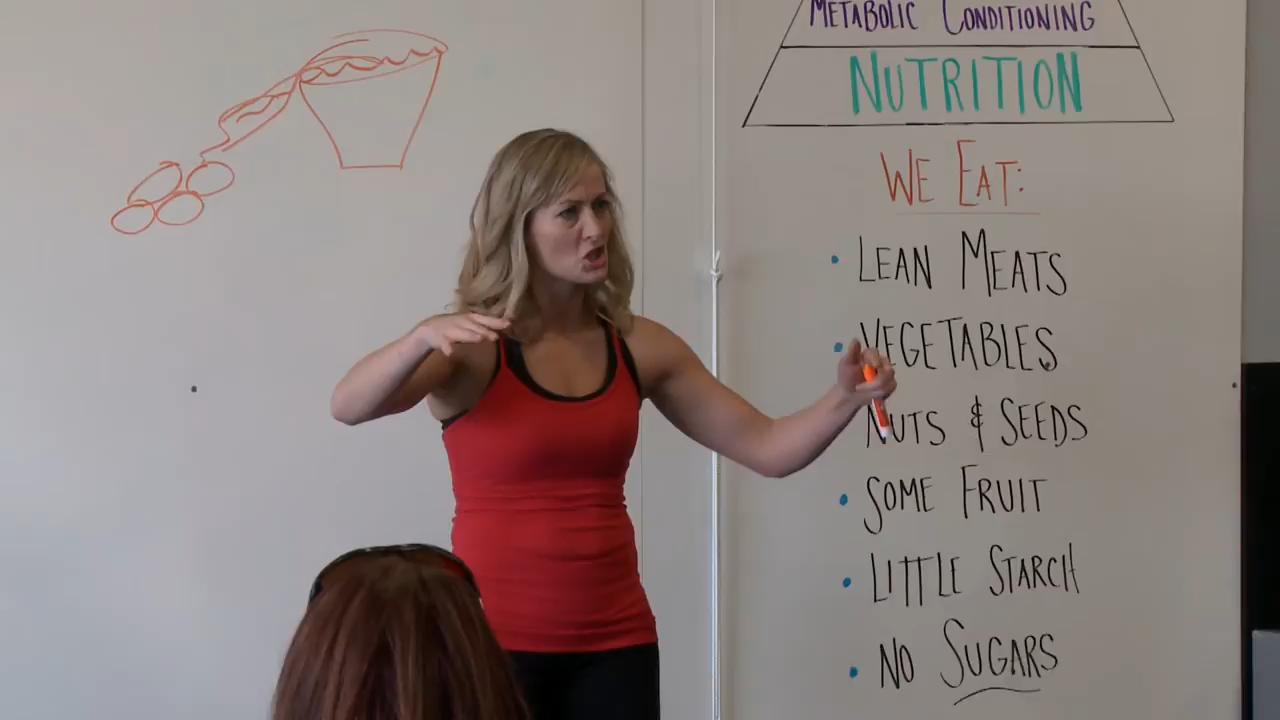 METABOLIC CONDITIONING
NUTRITION
WE EAT:
• LEAN MEATS
• VEGETABLES
NUTS & SEEDS
• SOME FRUIT
• LITTLE STARCH
• NO SUGARS